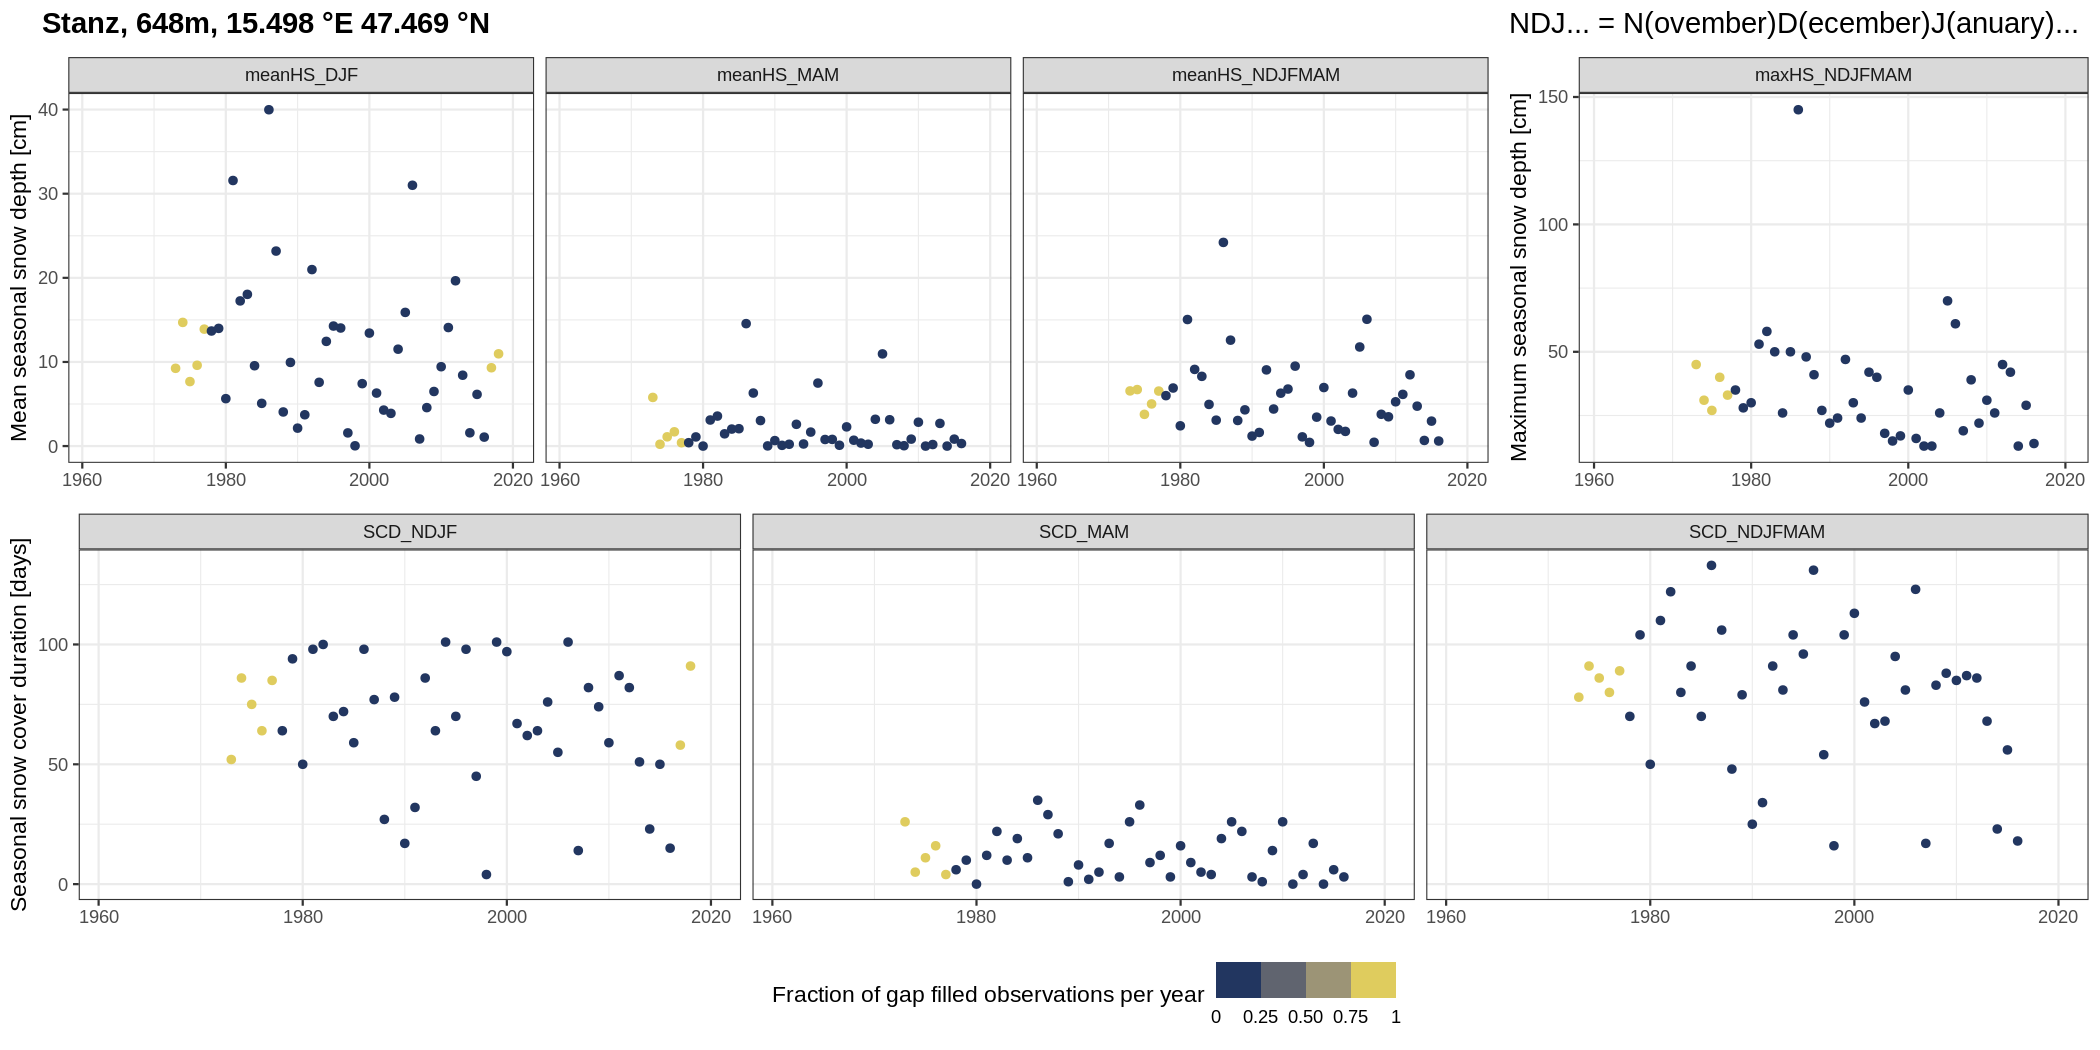 Stanz, 648m, 15.498 °E 47.469 °N
NDJ... = N(ovember)D(ecember)J(anuary)...
meanHS_DJF
meanHS_MAM
meanHS_NDJFMAM
maxHS_NDJFMAM
Mean seasonal snow depth [cm]
40
30
20
10
0
1960 1980 2000 2020
1960 1980 2000 2020
1960 1980 2000 2020
Maximum seasonal snow depth [cm]
150
100
50
1960 1980 2000 2020
SCD_NDJF
SCD_MAM
SCD_NDJFMAM
Seasonal snow cover duration [days]
100
50
0
1960 1980 2000 2020
1960 1980 2000 2020
1960 1980 2000 2020
Fraction of gap filled observations per year
0 0.25 0.50 0.75 1